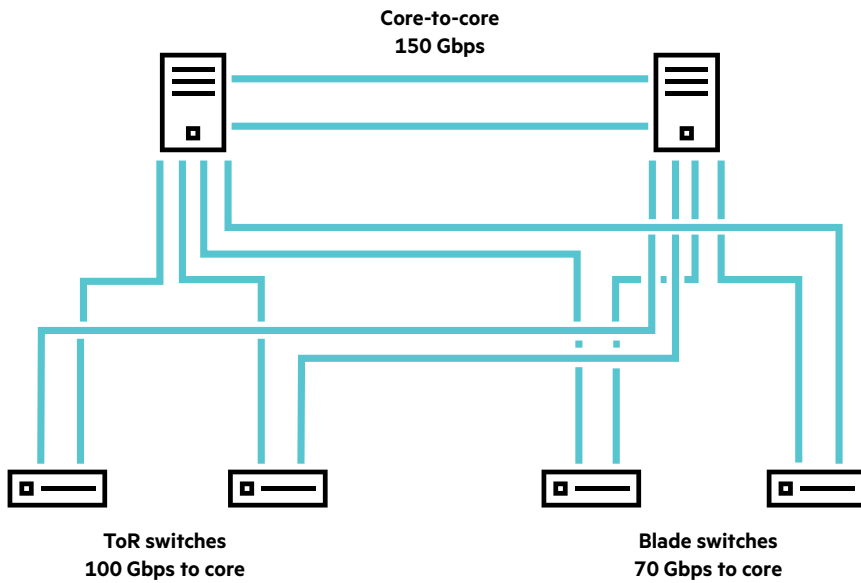 Core-to-core
150 Gbps
ToR switches
100 Gbps to core
Blade switches
70 Gbps to core